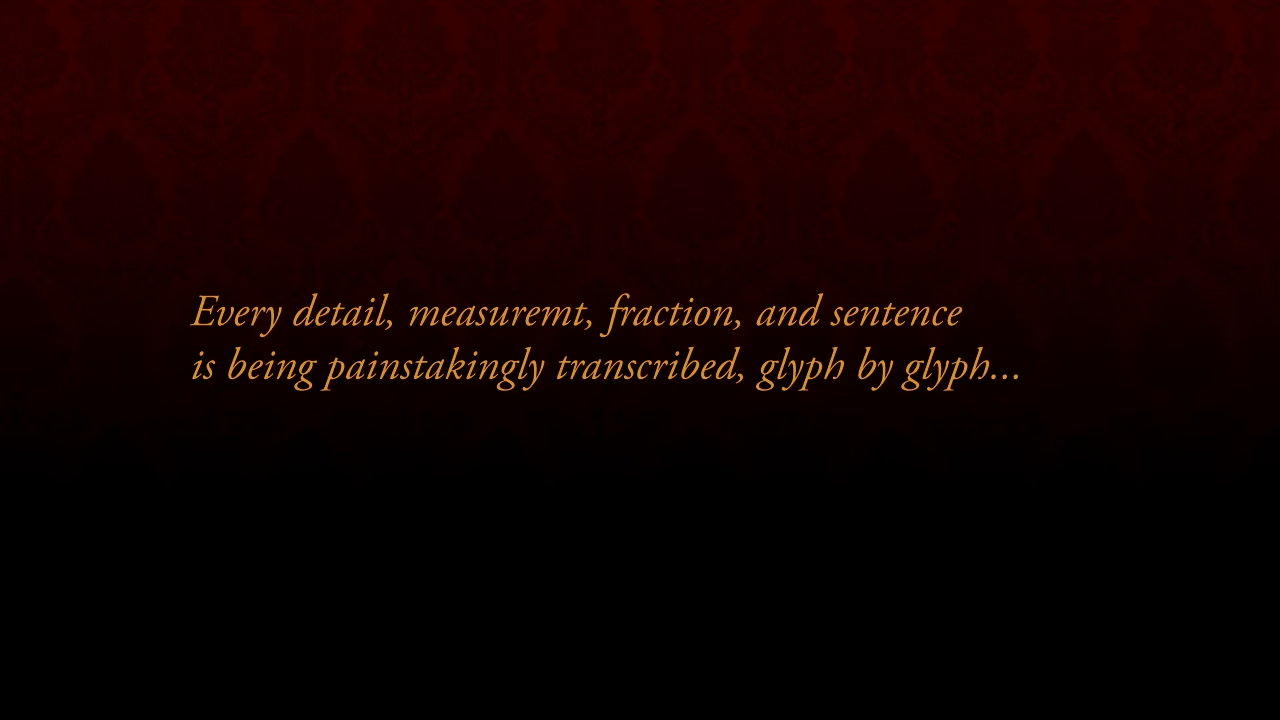 Every detail, measuremt, fraction, and sentence
is being painstakingly transcribed, glyph by glyph...